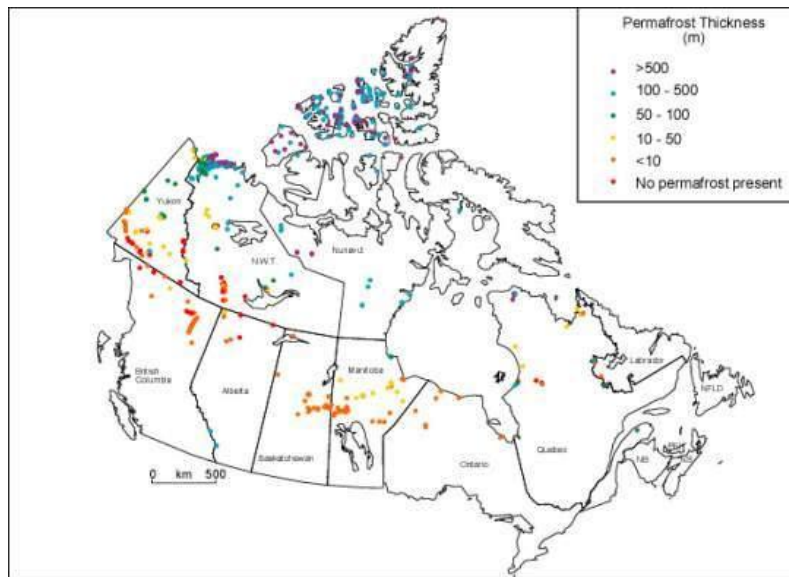 Permafrost Thickness
(m)
>500
100 - 500
50 - 100
10 - 50
<10
No permafrost present
Yukon
N.W.T.
Nunavut
British
Columbia
Alberta
Saskatchewan
Manitoba
Ontario
Quebec
Labrador
NFLD
NB
0 km 500